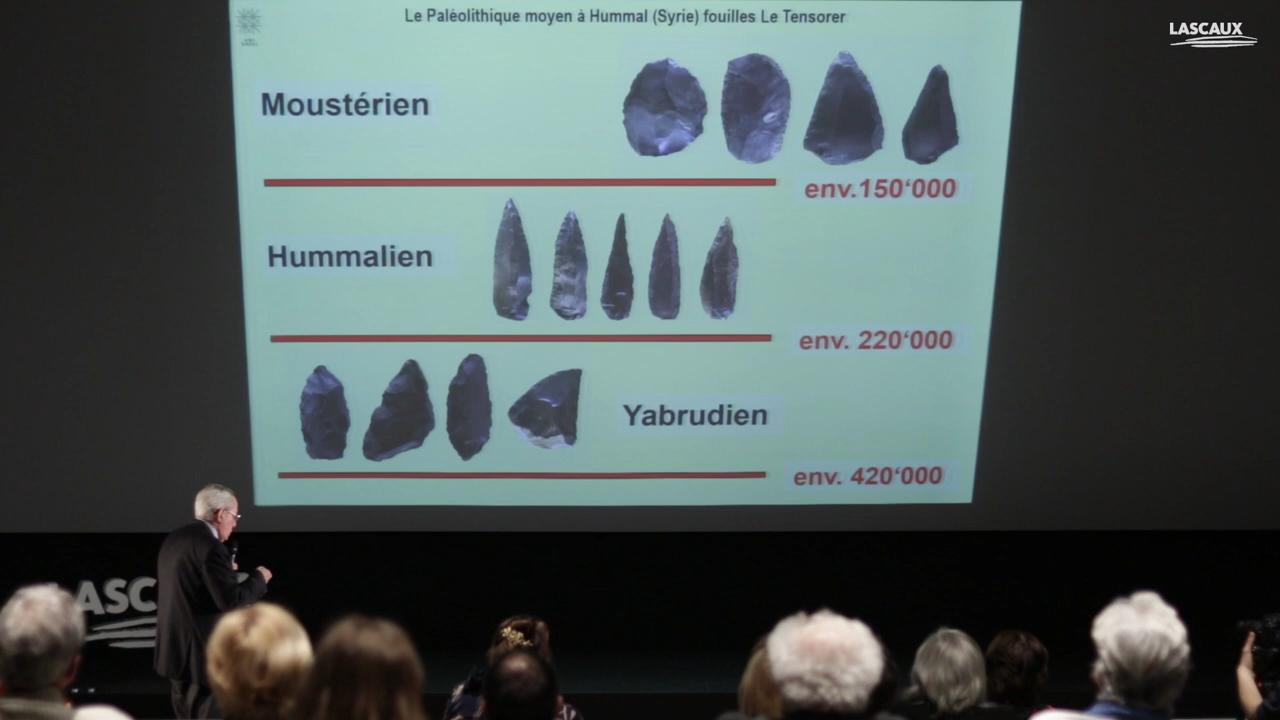 Le Paléolithique moyen à Hummal (Syrie) fouilles Le Tensorer
LASCAUX
Moustérien
env.150‘000
Hummalien
env. 220‘000
Yabrudien
env. 420‘000
ASC